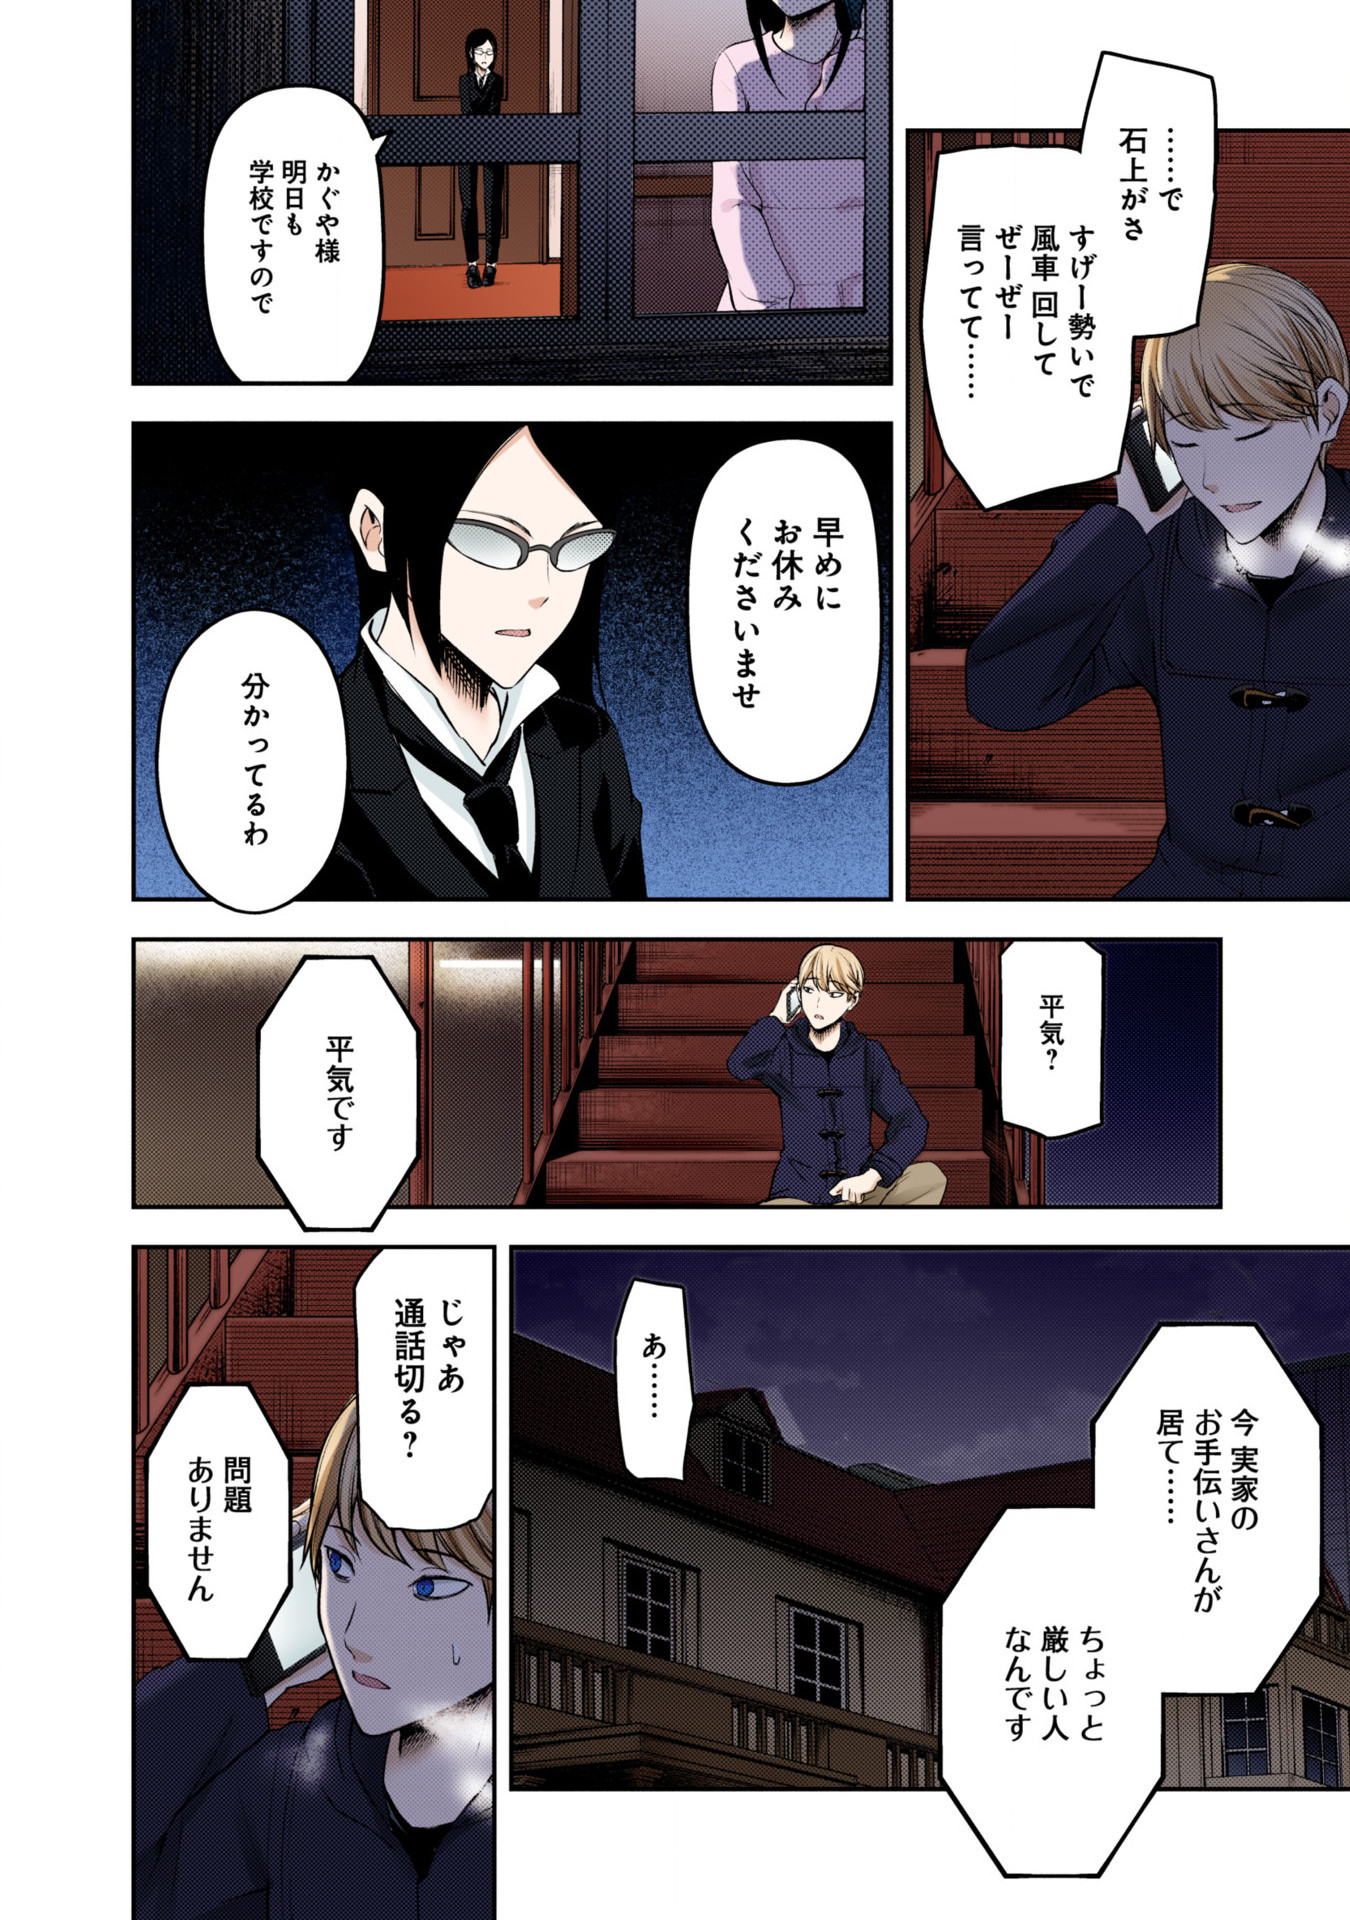 ……で
石上がさ
すげー勢いで
風車回して
ぜーぜー
言ってて……
かぐや様
明日も
学校ですので
早めに
お休み
くださいませ
分かってるわ
平気?
平気です
今実家の
お手伝いさんが
居て……
ちょっと
厳しい人
なんです
あ……
じゃあ
通話切る?
問題
ありません